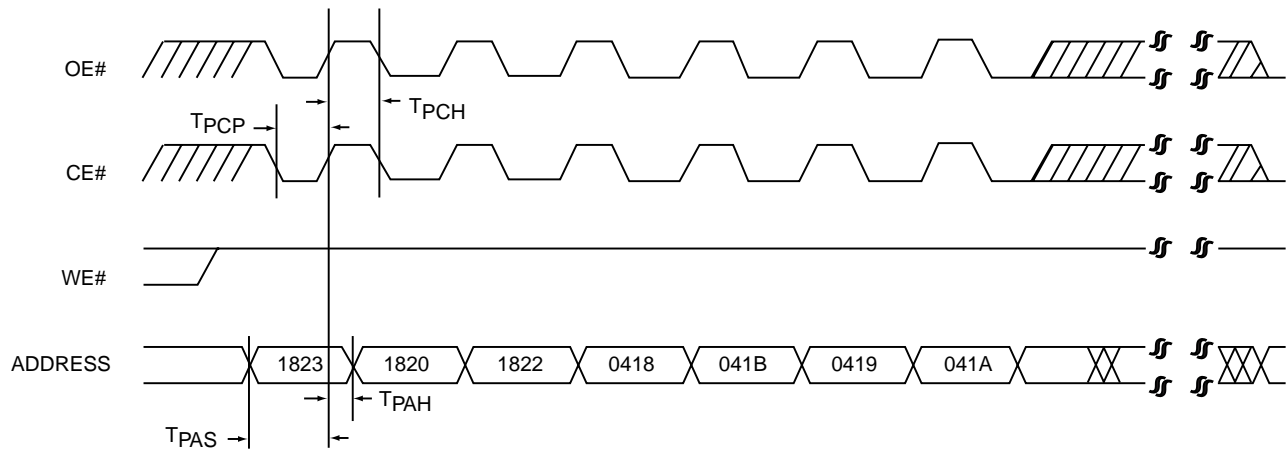 OE#
TPCH
TPCP
CE#
WE#
ADDRESS 1823 1820 1822 0418 041B 0419 041A
TPAH
TPAS